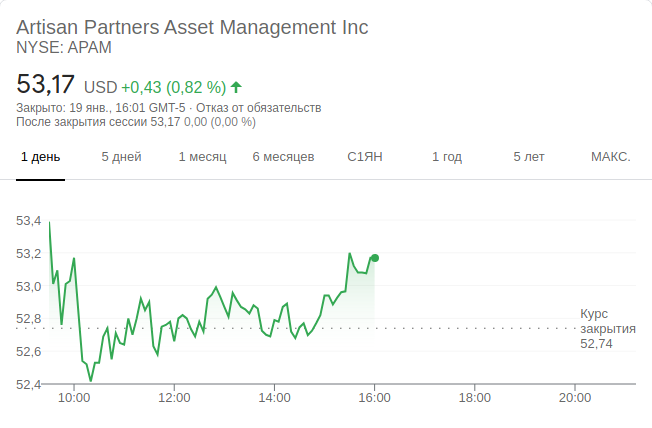 Artisan Partners Asset Management Inc
NYSE: APAM
53,17 USD +0,43 (0,82 %)
Закрыто: 19 янв., 16:01 GMT-5 · Отказ от обязательств
После закрытия сессии 53,17 0,00 (0,00 %)
1 день 5 дней 1 месяц 6 месяцев С1ЯН 1 год 5 лет МАКС.
53,4
53,2
53,0
52,8
52,6
52,4
Курс
закрытия
52,74
10:00 12:00 14:00 16:00 18:00 20:00